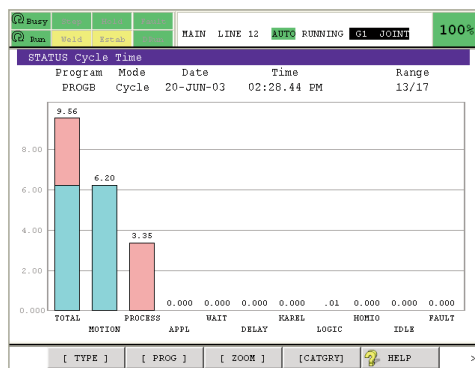 Busy
Run Weld Estab
MAIN LINE 12 AUTO RUNNING G1 JOINT
100%
STATUS Cycle Time
Program Mode Date Time Range
PROGB Cycle 20-JUN-03 02:28.44 PM 13/17
9.56
8.00
6.20
6.00
4.00
3.35
2.00
0.000
0.000 0.000 0.000 0.000 .01 0.000 0.000 0.000
TOTAL PROCESS WAIT KAREL HOMIO FAULT
MOTION APPL DELAY LOGIC IDLE
[ TYPE ] [ PROG ] [ ZOOM ] [CATGRY] HELP >